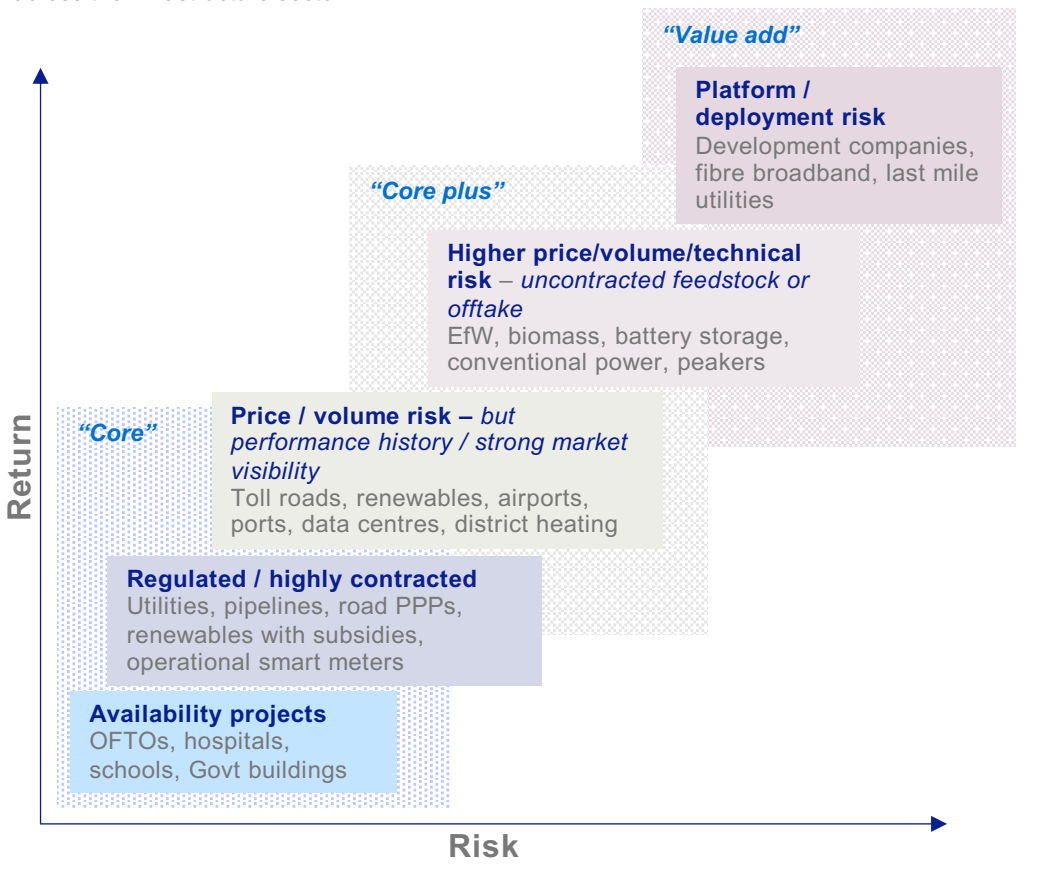 “Value add”
Platform /
deployment risk
Development companies,
fibre broadband, last mile
utilities
“Core plus”
Higher price/volume/technical
risk – uncontracted feedstock or
offtake
EfW, biomass, battery storage,
conventional power, peakers
“Core”
Price / volume risk – but
performance history / strong market
visibility
Toll roads, renewables, airports,
ports, data centres, district heating
Regulated / highly contracted
Utilities, pipelines, road PPPs,
renewables with subsidies,
operational smart meters
Availability projects
OFTOs, hospitals,
schools, Govt buildings
Return
Risk